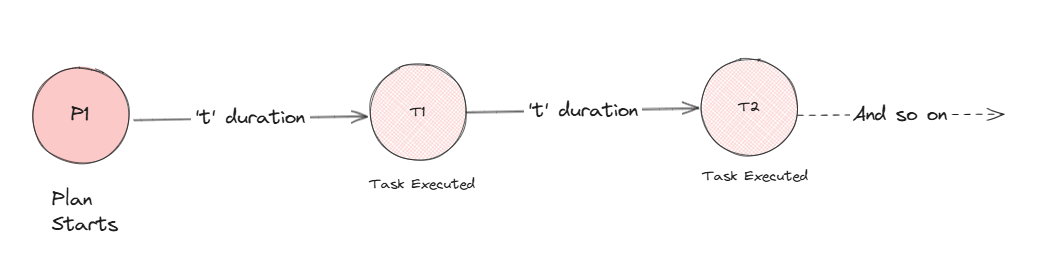 P1
't' duration
T1
't' duration
T2
And so on
Plan
Starts
Task Executed
Task Executed